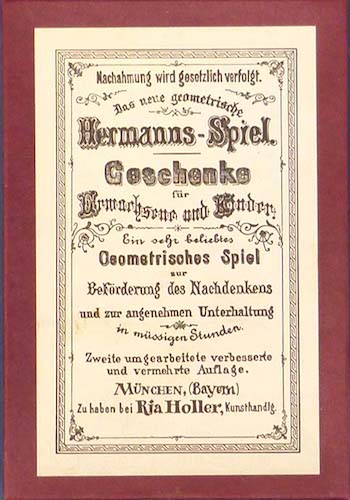 Nachahmung wird gesetzlich verfolgt.
Das neue geometrische
Hermanns-Spiel.
Geschenke
für
Erwachsene und Kinder.
Ein sehr beliebtes
Geometrisches Spiel
zur
Beförderung des Nachdenkens
und zur angenehmen Unterhaltung
in müssigen Stunden.
Zweite umgearbeitete verbesserte
und vermehrte Auflage.
MÜNCHEN, (Bayern)
Zu haben bei Ria Holler, Kunsthandlg.